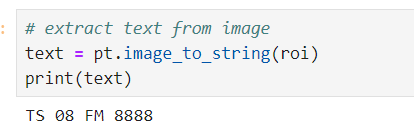 # extract text from image
text = pt.image_to_string(roi)
print(text)
TS 08 FM 8888